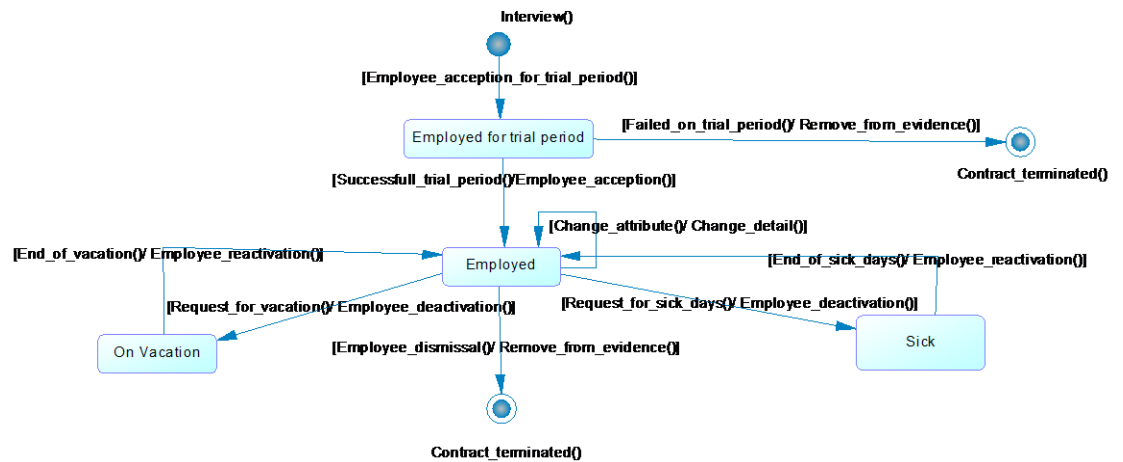 Interview()
[Employee_acception_for_trial_period()]
Employed for trial period
[Failed_on_trial_period()/ Remove_from_evidence()]
Contract_terminated()
[Successfull_trial_period()/Employee_acception()]
[Change_attribute()/ Change_detail()]
[End_of_vacation()/ Employee_reactivation()]
Employed
[End_of_sick_days()/ Employee_reactivation()]
[Request_for_vacation()/ Employee_deactivation()]
[Request_for_sick_days()/ Employee_deactivation()]
On Vacation
[Employee_dismissal()/ Remove_from_evidence()]
Sick
Contract_terminated()